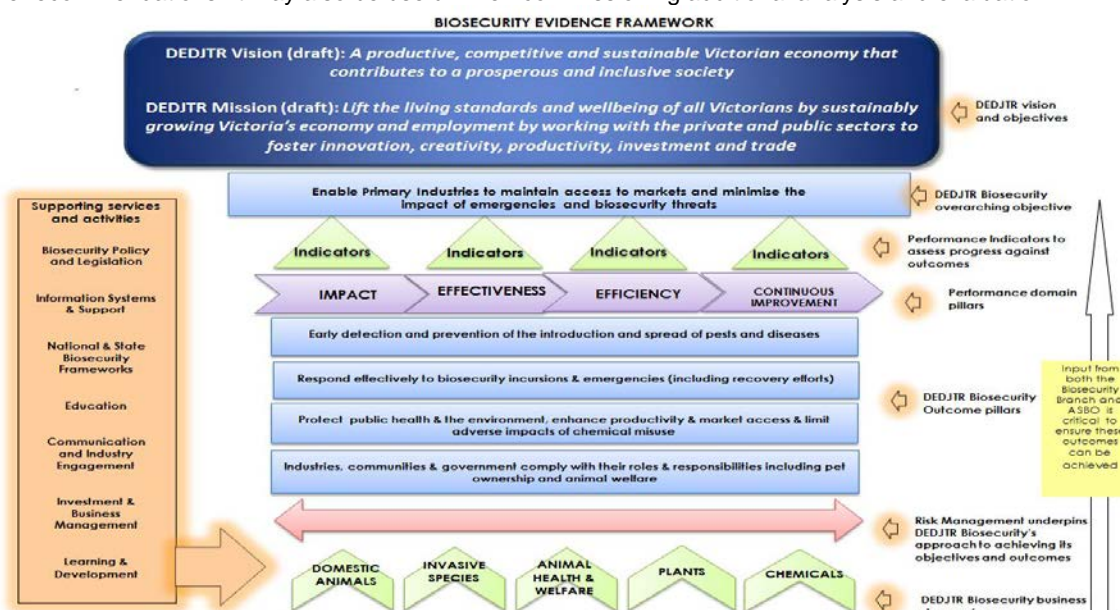 BIOSECURITY EVIDENCE FRAMEWORK
DEDJTR Vision (draft): A productive, competitive and sustainable Victorian economy that
contributes to a prosperous and inclusive society
DEDJTR Mission (draft): Lift the living standards and wellbeing of all Victorians by sustainably
growing Victoria's economy and employment by working with the private and public sectors to
foster innovation, creativity, productivity, investment and trade
DEDJTR vision
and objectives
Enable Primary Industries to maintain access to markets and minimise the
impact of emergencies and biosecurity threats
DEDJTR Biosecurity
overarching objective
Supporting services
and activities
Biosecurity Policy
and Legislation
Information Systems
& Support
National & State
Biosecurity
Frameworks
Education
Communication
and Industry
Engagement
Investment &
Business
Management
Learning &
Development
Indicators
Indicators
Indicators
Indicators
Performance Indicators to
assess progress against
outcomes
IMPACT
EFFECTIVENESS
EFFICIENCY
CONTINUOUS
IMPROVEMENT
Performance domain
pillars
Early detection and prevention of the introduction and spread of pests and diseases
Respond effectively to biosecurity incursions & emergencies (including recovery efforts)
Protect public health & the environment, enhance productivity & market access & limit
adverse impacts of chemical misuse
Industries, communities & government comply with their roles & responsibilities including pet
ownership and animal welfare
DEDJTR Biosecurity
Outcome pillars
Input from
both the
Biosecurity
Branch and
ASBO is
critical to
ensure these
outcomes
can be
achieved
Risk Management underpins
DEDJTR Biosecurity's
approach to achieving its
objectives and outcomes
DOMESTIC
ANIMALS
INVASIVE
SPECIES
ANIMAL
HEALTH &
WELFARE
PLANTS
CHEMICALS
DEDJTR Biosecurity business